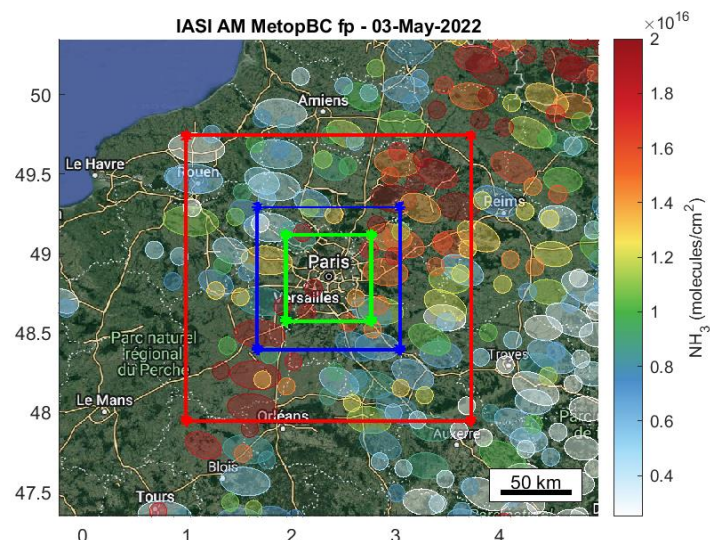 IASI AM MetopBC fp - 03-May-2022
×10¹⁶
50
49.5
49
48.5
48
47.5
0
1
2
3
4
2
1.8
1.6
1.4
1.2
1
0.8
0.6
0.4
NH₃ (molecules/cm²)
Amiens
Le Havre
Rouen
Reims
Paris
Versailles
Parc naturel
régional
du Perche
Troyes
Le Mans
Orléans
Parc
de
Auxerre
Blois
50 km
Tours